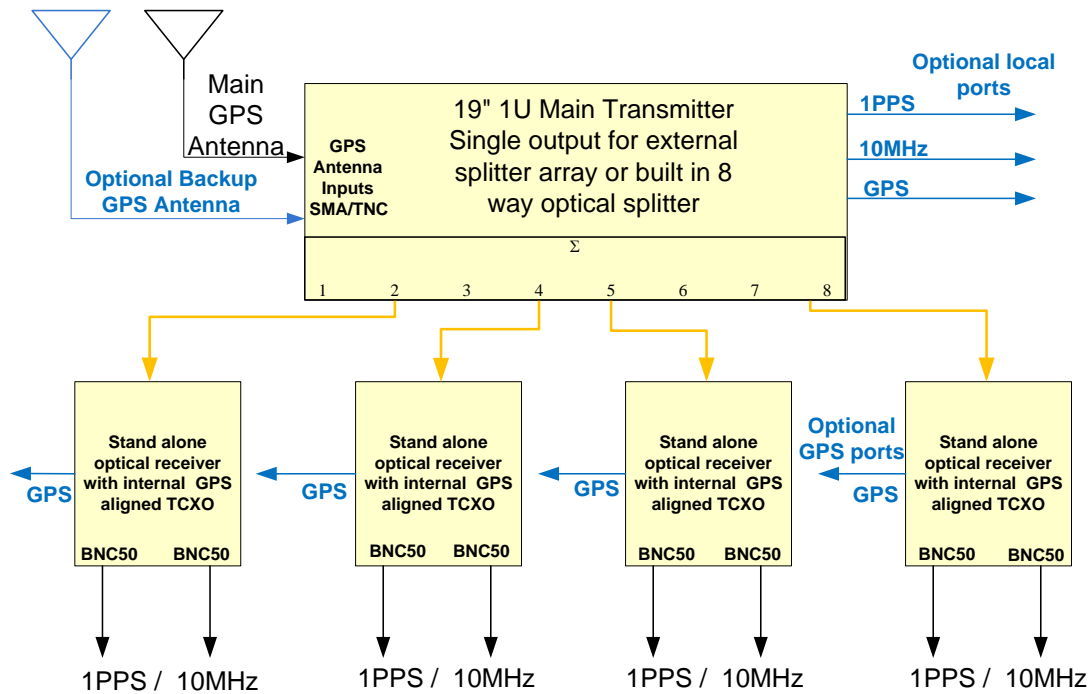 Main
GPS
Antenna
Optional Backup
GPS Antenna
GPS
Antenna
Inputs
SMA/TNC
19" 1U Main Transmitter
Single output for external
splitter array or built in 8
way optical splitter
Optional local
ports
1PPS
10MHz
GPS
Σ
1 2 3 4 5 6 7 8
Stand alone
optical receiver
with internal GPS
aligned TCXO
GPS
BNC50 BNC50
1PPS / 10MHz
Stand alone
optical receiver
with internal GPS
aligned TCXO
GPS
BNC50 BNC50
1PPS / 10MHz
Stand alone
optical receiver
with internal GPS
aligned TCXO
GPS
BNC50 BNC50
1PPS / 10MHz
Optional
GPS ports
GPS
Stand alone
optical receiver
with internal GPS
aligned TCXO
BNC50 BNC50
1PPS / 10MHz